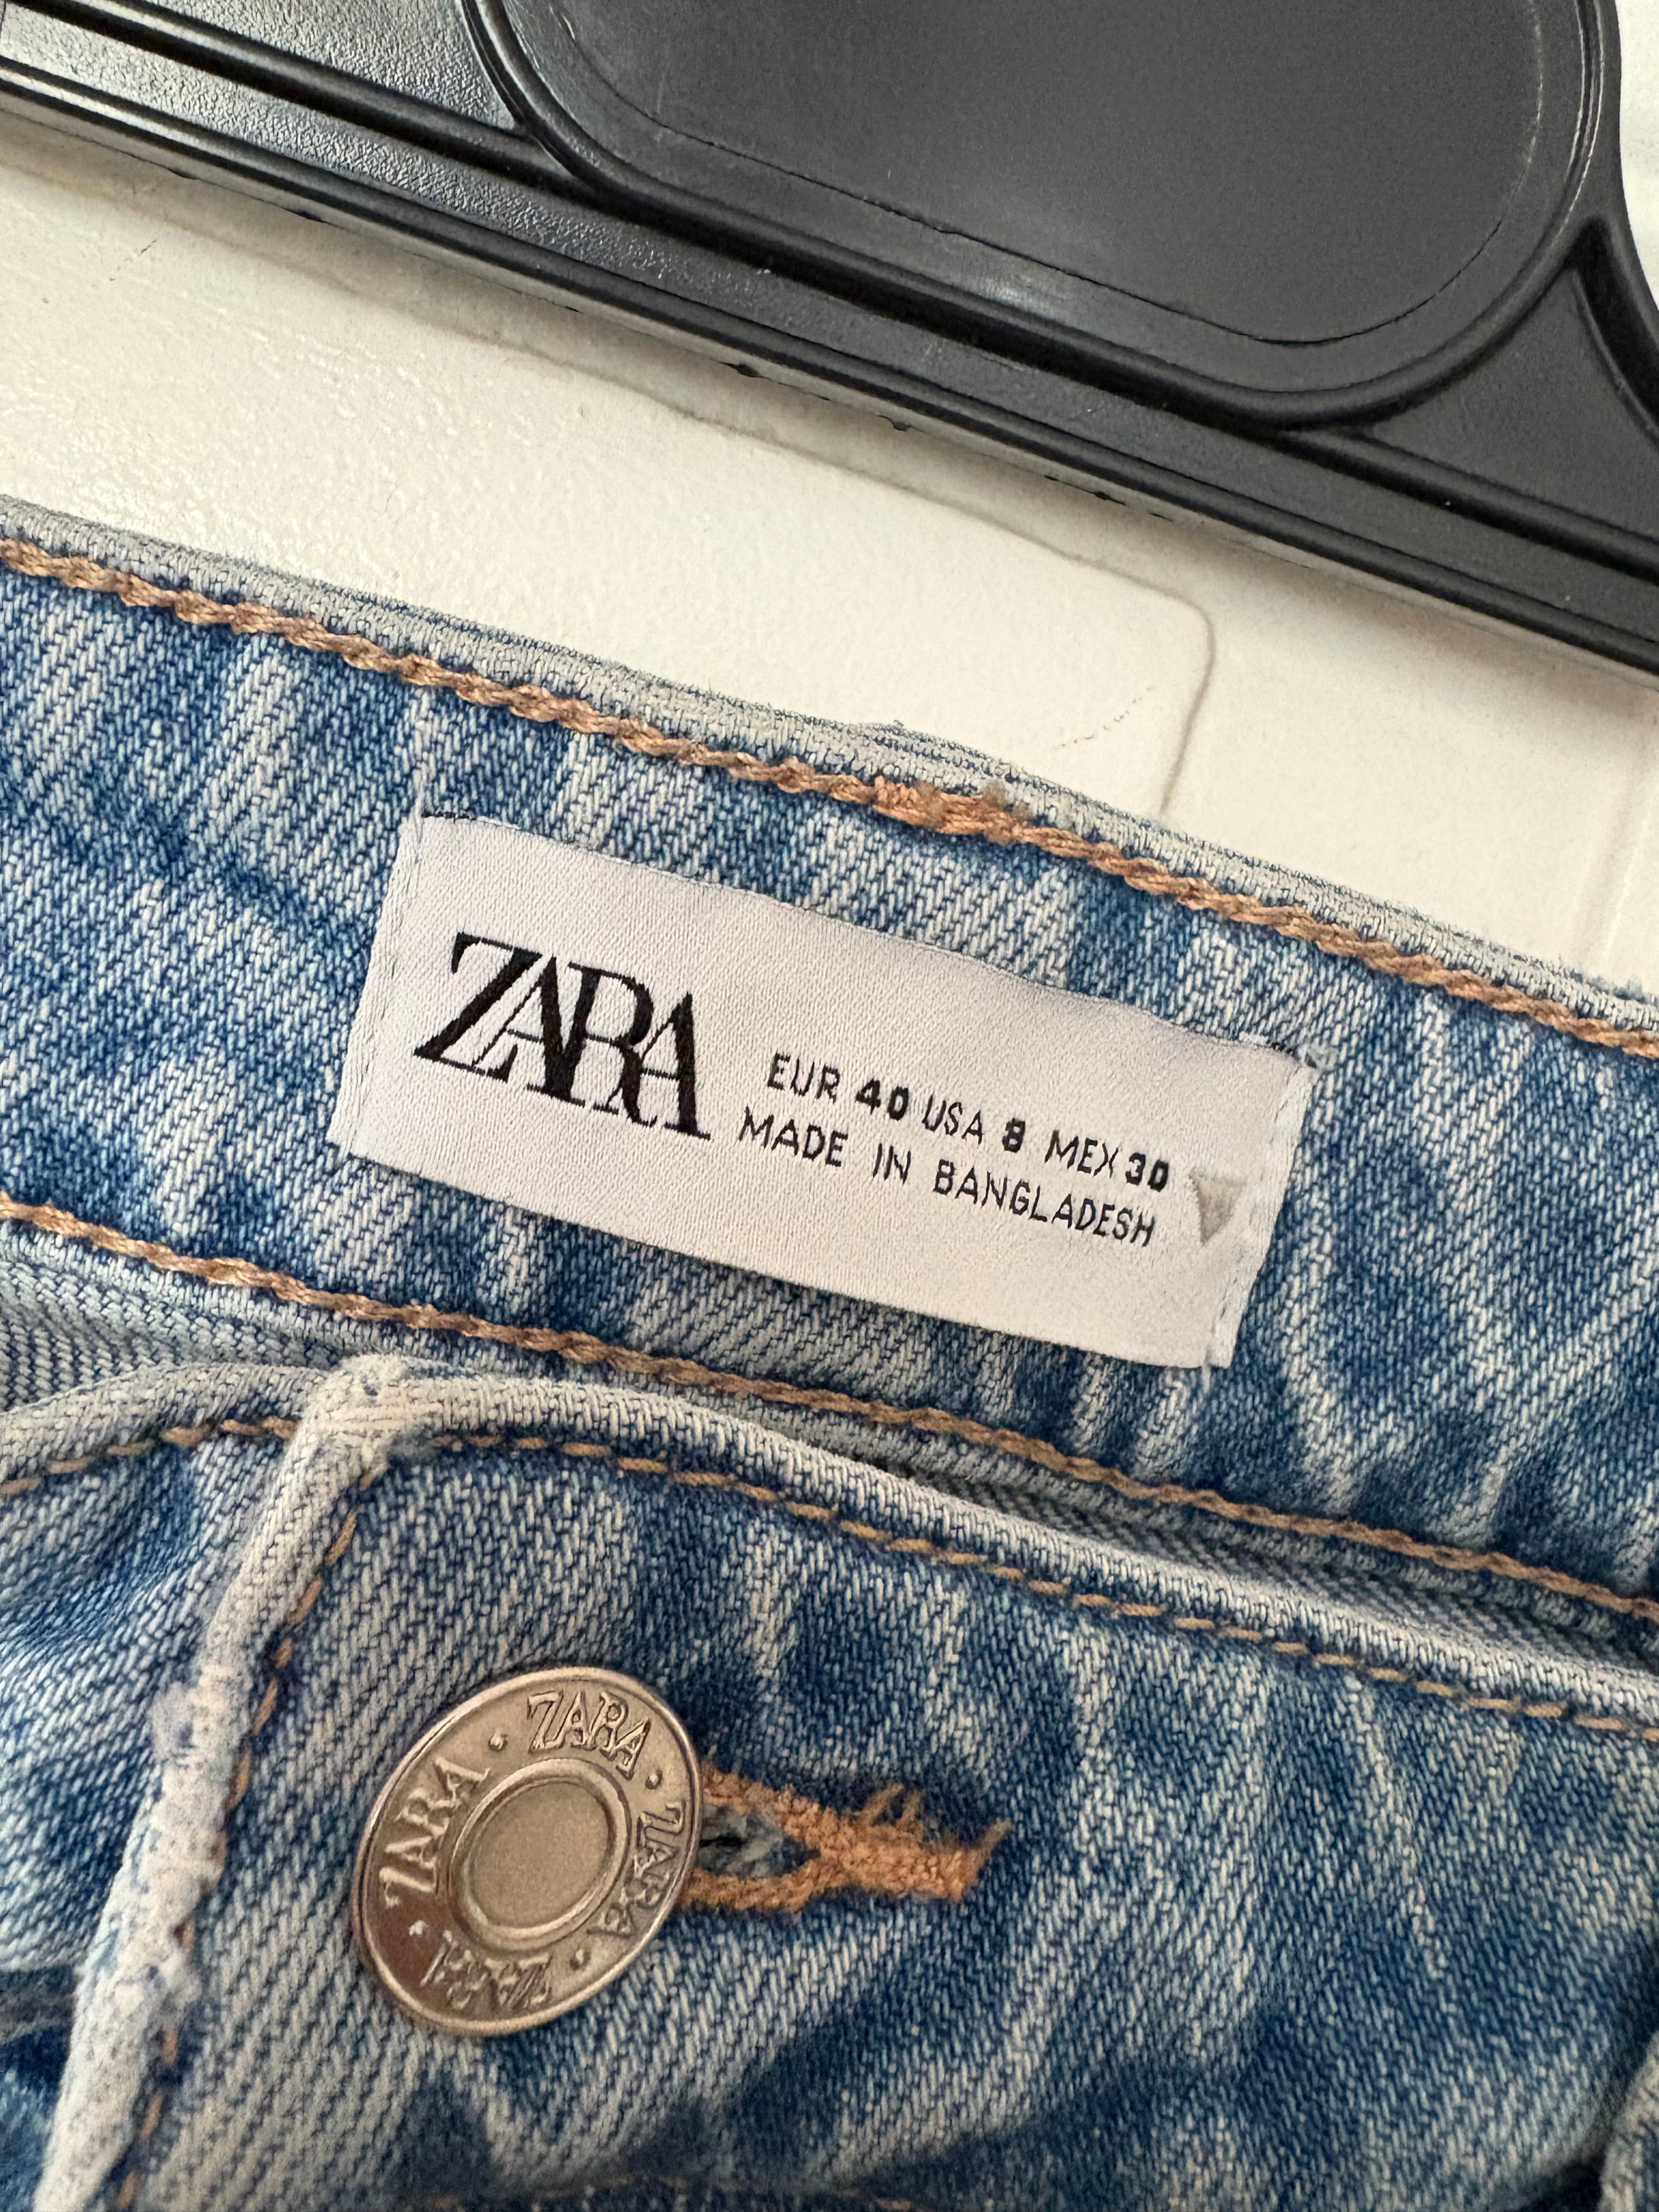 ZARA
EUR 40 USA 8 MEX 30
MADE IN BANGLADESH
ZARA · ZARA · ZARA · ZARA ·